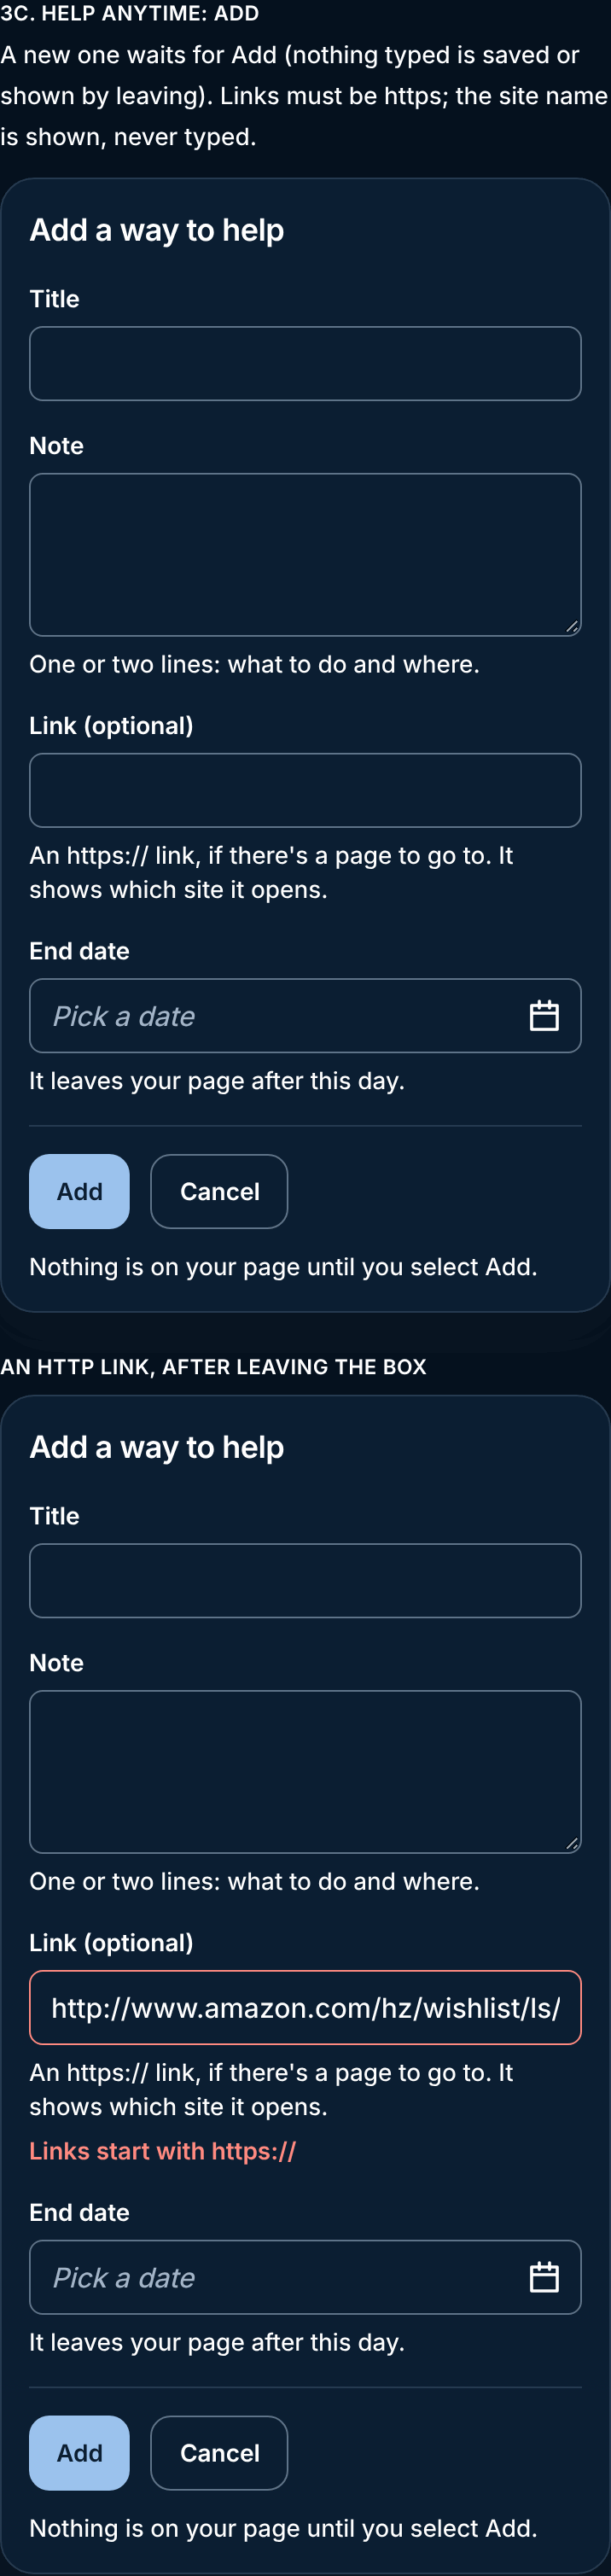 3C. HELP ANYTIME: ADD
A new one waits for Add (nothing typed is saved or
shown by leaving). Links must be https; the site name
is shown, never typed.
Add a way to help
Title
Note
One or two lines: what to do and where.
Link (optional)
An https:// link, if there's a page to go to. It
shows which site it opens.
End date
Pick a date
It leaves your page after this day.
Add Cancel
Nothing is on your page until you select Add.
AN HTTP LINK, AFTER LEAVING THE BOX
Add a way to help
Title
Note
One or two lines: what to do and where.
Link (optional)
http://www.amazon.com/hz/wishlist/ls/
An https:// link, if there's a page to go to. It
shows which site it opens.
Links start with https://
End date
Pick a date
It leaves your page after this day.
Add Cancel
Nothing is on your page until you select Add.